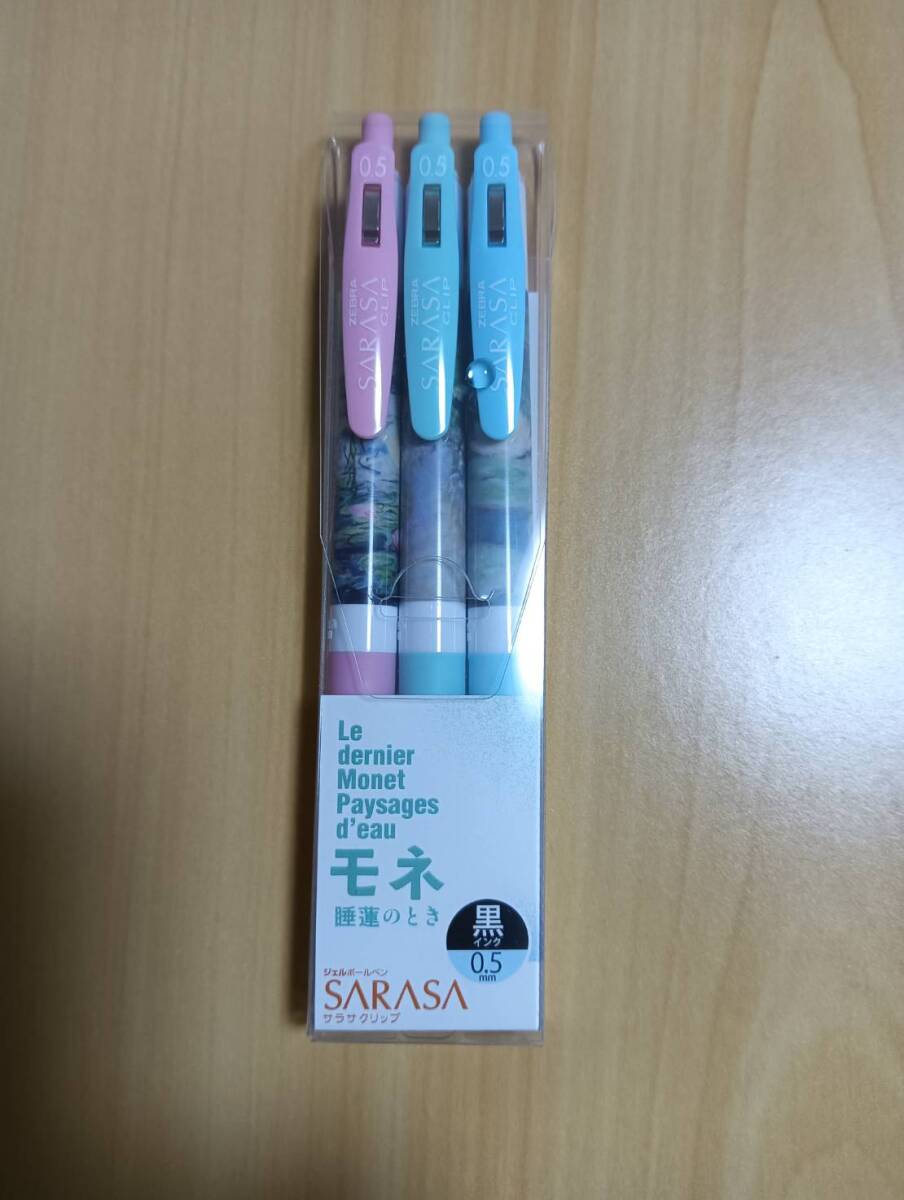 0.5
ZEBRA
SARASA
CLIP
0.5
ZEBRA
SARASA
CLIP
0.5
ZEBRA
SARASA
CLIP
Le
dernier
Monet
Paysages
d'eau
モネ
睡蓮のとき
黒
インク
0.5
mm
ジェルボールペン
SARASA
サラサクリップ